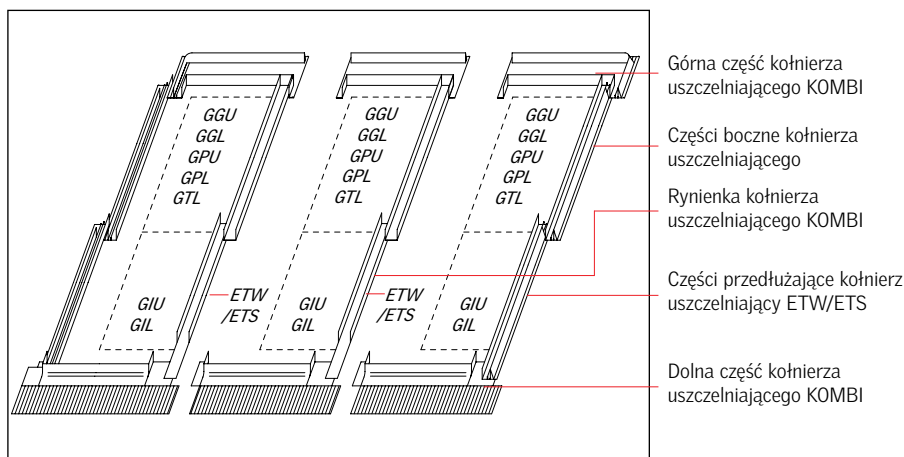 GGU
GGL
GPU
GPL
GTL
GIU
GIL
ETW
/ETS
GGU
GGL
GPU
GPL
GTL
GIU
GIL
ETW
/ETS
GGU
GGL
GPU
GPL
GTL
GIU
GIL
Górna część kołnierza
uszczelniającego KOMBI
Części boczne kołnierza
uszczelniającego
Rynienka kołnierza
uszczelniającego KOMBI
Części przedłużające kołnierz
uszczelniający ETW/ETS
Dolna część kołnierza
uszczelniającego KOMBI